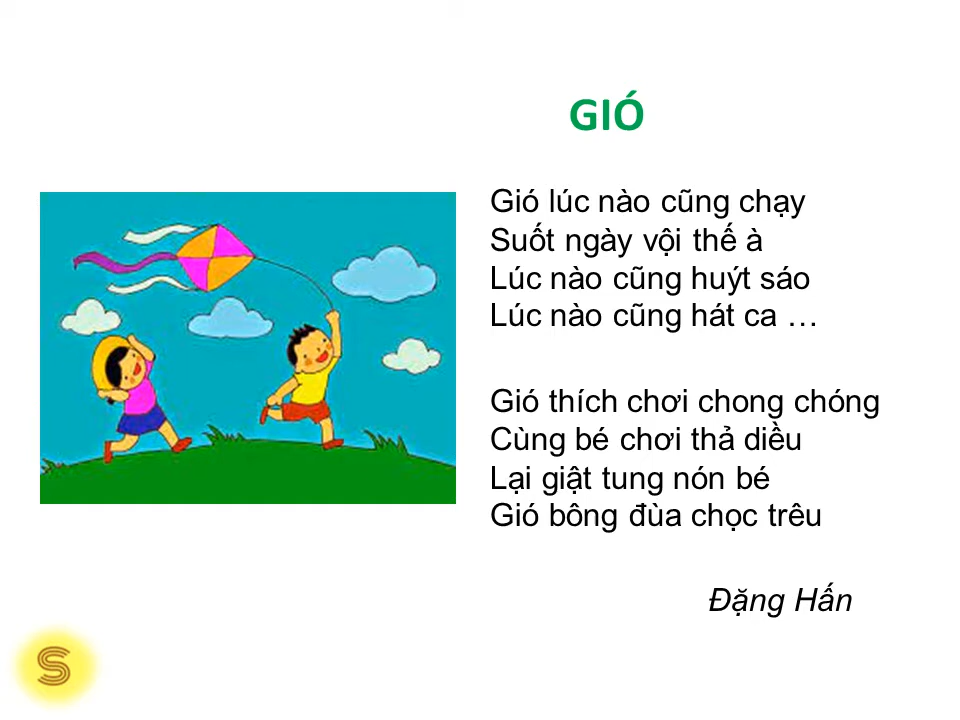 GIÓ
Gió lúc nào cũng chạy
Suốt ngày vội thế à
Lúc nào cũng huýt sáo
Lúc nào cũng hát ca …
Gió thích chơi chong chóng
Cùng bé chơi thả diều
Lại giật tung nón bé
Gió bông đùa chọc trêu
Đặng Hấn
S